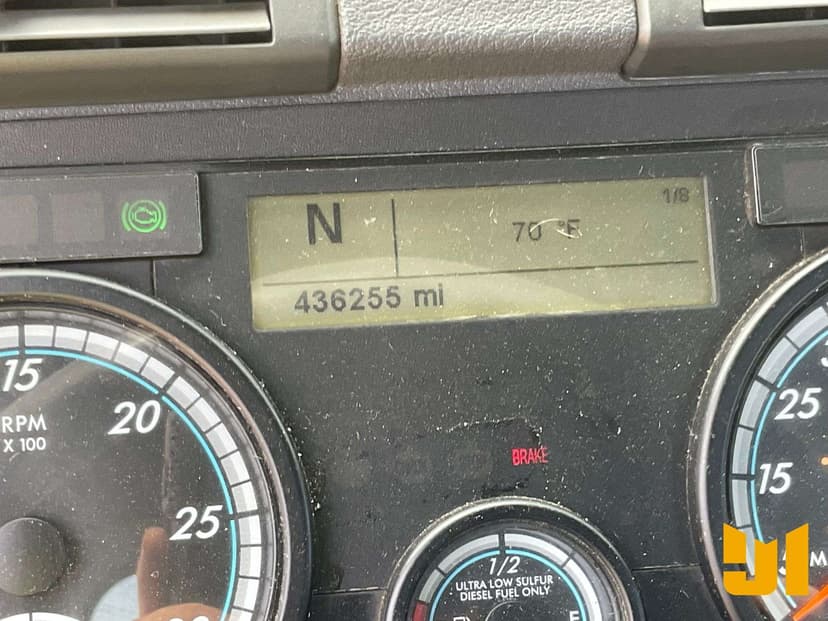 N
70 °F
1/8
436255 mi
15
20
25
RPM
X 100
BRAKE
1/2
ULTRA LOW SULFUR
DIESEL FUEL ONLY
F
25
15
5
M